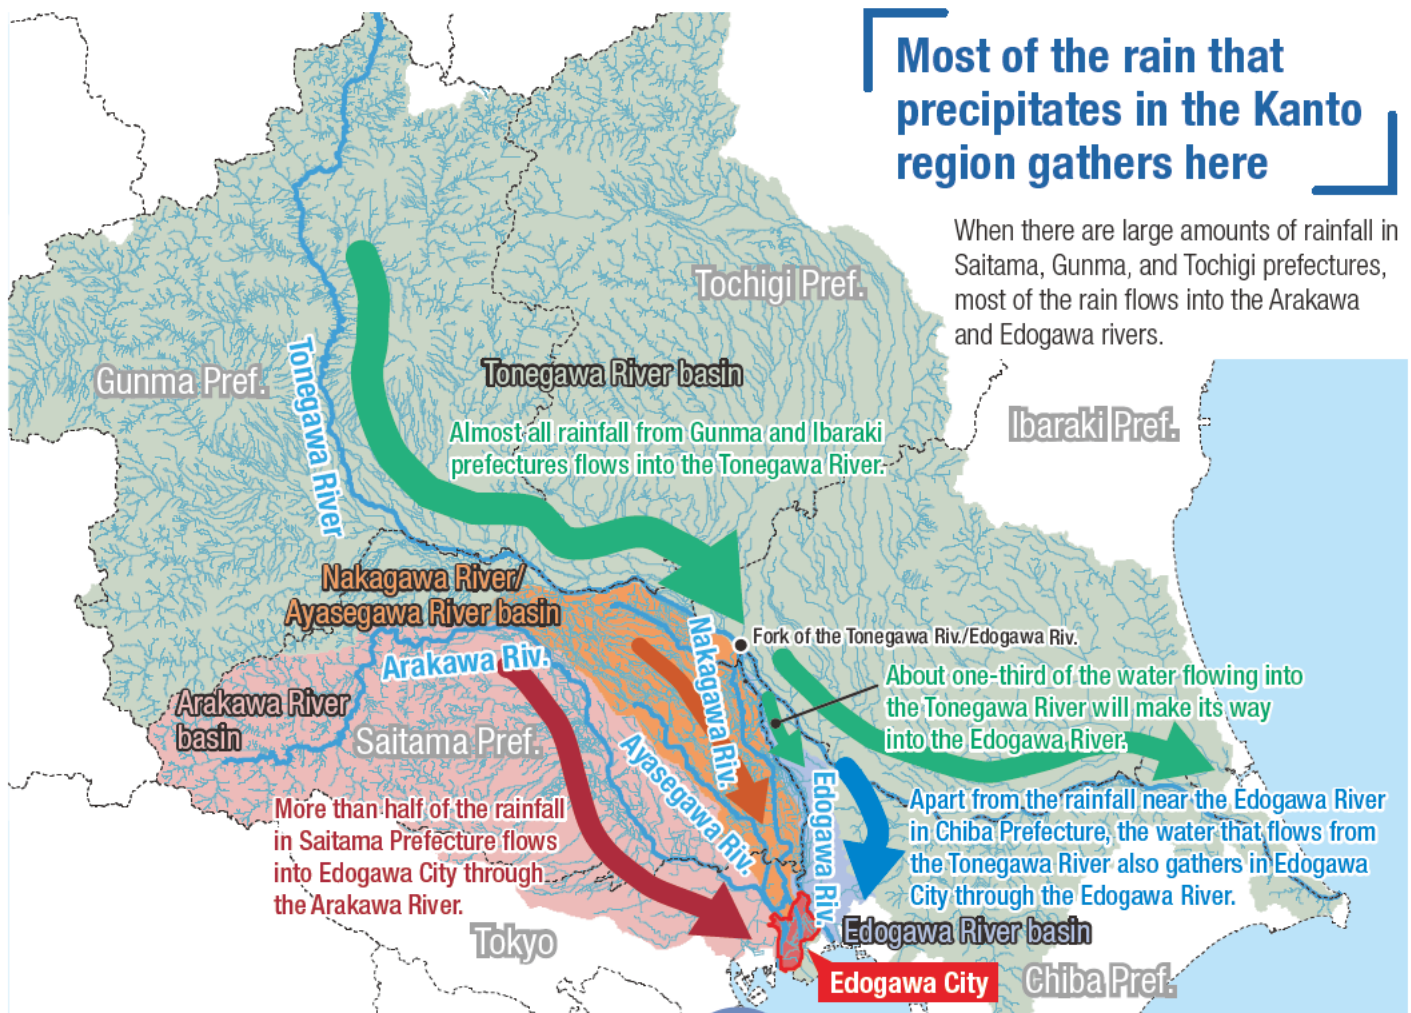 Most of the rain that
precipitates in the Kanto
region gathers here
When there are large amounts of rainfall in
Saitama, Gunma, and Tochigi prefectures,
most of the rain flows into the Arakawa
and Edogawa rivers.
Tochigi Pref.
Gunma Pref.
Tonegawa River
Tonegawa River basin
Ibaraki Pref.
Almost all rainfall from Gunma and Ibaraki
prefectures flows into the Tonegawa River.
Nakagawa River/
Ayasegawa River basin
Nakagawa Riv.
Fork of the Tonegawa Riv./Edogawa Riv.
Arakawa Riv.
About one-third of the water flowing into
the Tonegawa River will make its way
into the Edogawa River.
Arakawa River
basin
Saitama Pref.
Ayasegawa Riv.
Edogawa Riv.
More than half of the rainfall
in Saitama Prefecture flows
into Edogawa City through
the Arakawa River.
Apart from the rainfall near the Edogawa River
in Chiba Prefecture, the water that flows from
the Tonegawa River also gathers in Edogawa
City through the Edogawa River.
Tokyo
Edogawa River basin
Edogawa City
Chiba Pref.